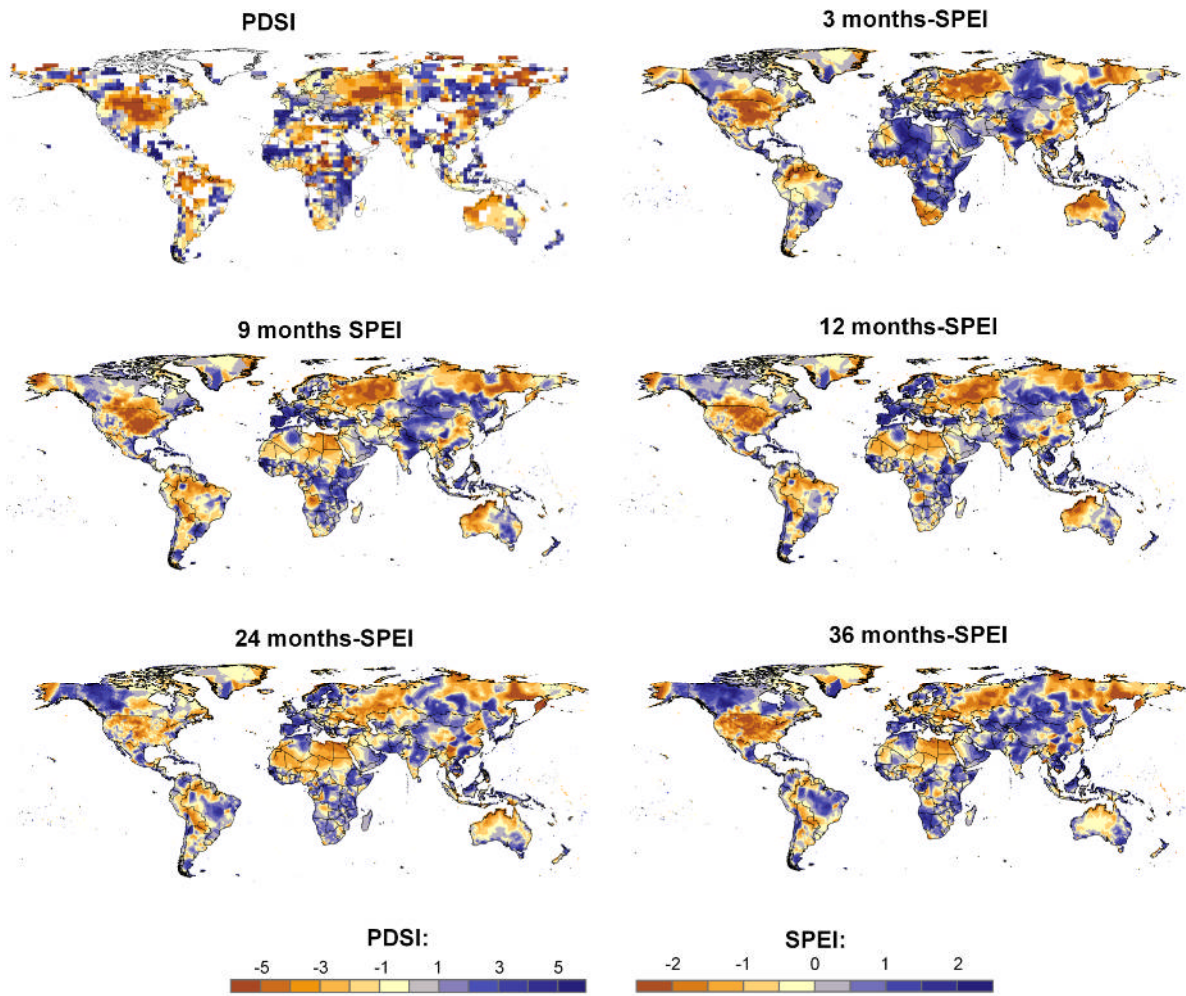 PDSI
3 months-SPEI
9 months SPEI
12 months-SPEI
24 months-SPEI
36 months-SPEI
PDSI:
-5 -3 -1 1 3 5
SPEI:
-2 -1 0 1 2